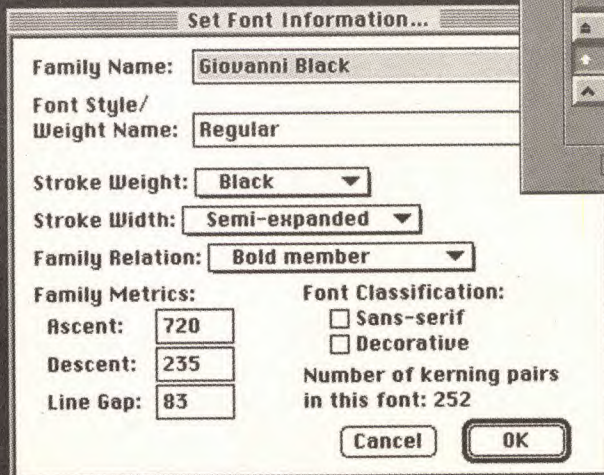 Set Font Information...
Family Name: Giovanni Black
Font Style/
Weight Name: Regular
Stroke Weight: Black
Stroke Width: Semi-expanded
Family Relation: Bold member
Family Metrics:
Ascent: 720
Descent: 235
Line Gap: 83
Font Classification:
Sans-serif
Decorative
Number of kerning pairs
in this font: 252
Cancel OK